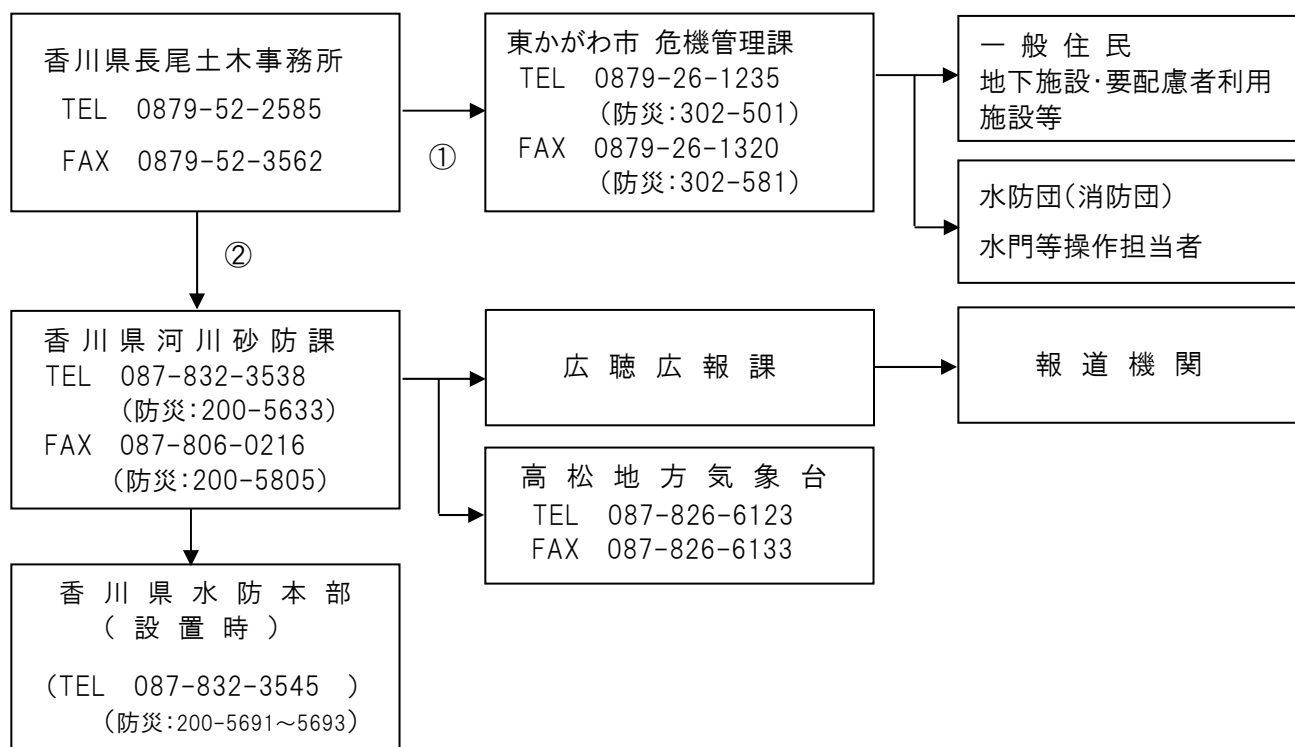 香川県長尾土木事務所
TEL 0879-52-2585
FAX 0879-52-3562
①
東かがわ市 危機管理課
TEL 0879-26-1235
(防災:302-501)
FAX 0879-26-1320
(防災:302-581)
一般住民
地下施設・要配慮者利用
施設等
水防団(消防団)
水門等操作担当者
②
香川県河川砂防課
TEL 087-832-3538
(防災:200-5633)
FAX 087-806-0216
(防災:200-5805)
広聴広報課
報道機関
高松地方気象台
TEL 087-826-6123
FAX 087-826-6133
香川県水防本部
(設置時)
(TEL 087-832-3545 )
(防災:200-5691～5693)